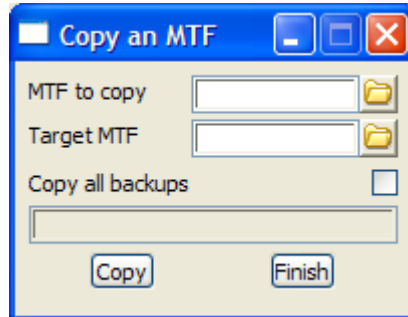 Copy an MTF
MTF to copy
Target MTF
Copy all backups
Copy Finish